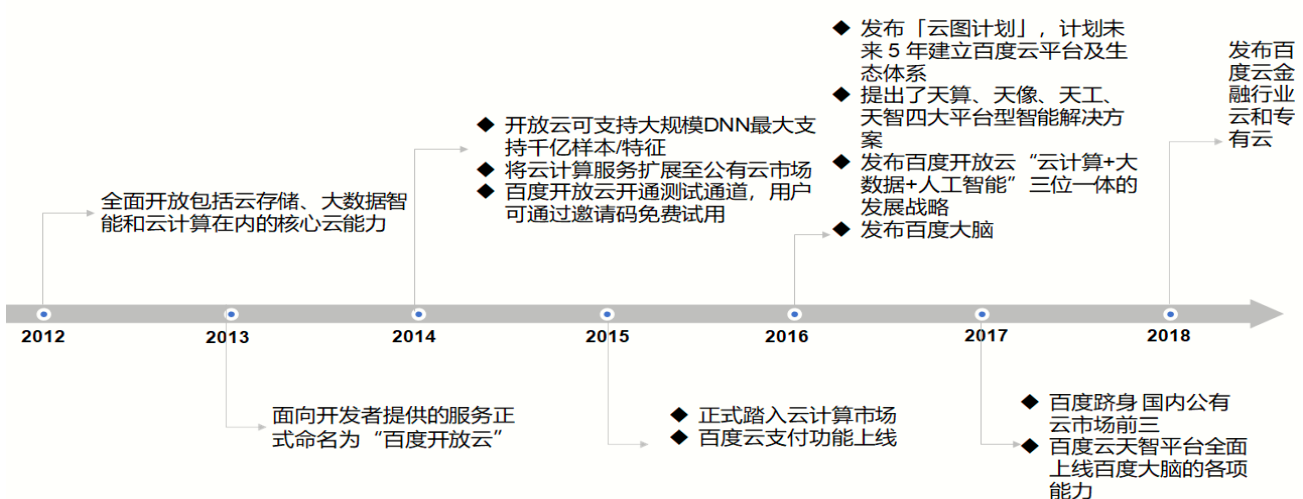 全面开放包括云存储、大数据智
能和云计算在内的核心云能力
◆ 开放云可支持大规模DNN最大支
持千亿样本/特征
◆ 将云计算服务扩展至公有云市场
◆ 百度开放云开通测试通道，用户
可通过邀请码免费试用
◆ 发布「云图计划」，计划未
来 5 年建立百度云平台及生
态体系
◆ 提出了天算、天像、天工、
天智四大平台型智能解决方
案
◆ 发布百度开放云“云计算+大
数据+人工智能”三位一体的
发展战略
◆ 发布百度大脑
发布百
度云金
融行业
云和专
有云
2012
2013
2014
2015
2016
2017
2018
面向开发者提供的服务正
式命名为“百度开放云”
◆ 正式踏入云计算市场
◆ 百度云支付功能上线
◆ 百度跻身 国内公有
云市场前三
◆ 百度云天智平台全面
上线百度大脑的各项
能力